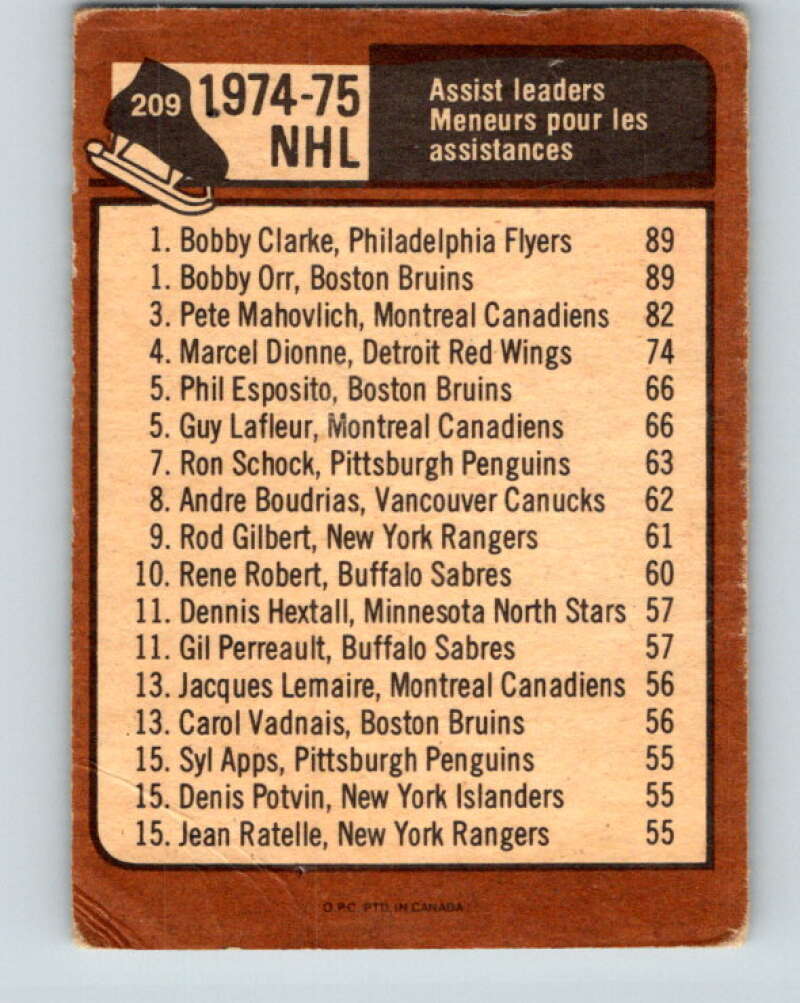 209 1974-75 NHL
Assist leaders
Meneurs pour les
assistances
1. Bobby Clarke, Philadelphia Flyers 89
1. Bobby Orr, Boston Bruins 89
3. Pete Mahovlich, Montreal Canadiens 82
4. Marcel Dionne, Detroit Red Wings 74
5. Phil Esposito, Boston Bruins 66
5. Guy Lafleur, Montreal Canadiens 66
7. Ron Schock, Pittsburgh Penguins 63
8. Andre Boudrias, Vancouver Canucks 62
9. Rod Gilbert, New York Rangers 61
10. Rene Robert, Buffalo Sabres 60
11. Dennis Hextall, Minnesota North Stars 57
11. Gil Perreault, Buffalo Sabres 57
13. Jacques Lemaire, Montreal Canadiens 56
13. Carol Vadnais, Boston Bruins 56
15. Syl Apps, Pittsburgh Penguins 55
15. Denis Potvin, New York Islanders 55
15. Jean Ratelle, New York Rangers 55
O.P.C. PTD. IN CANADA